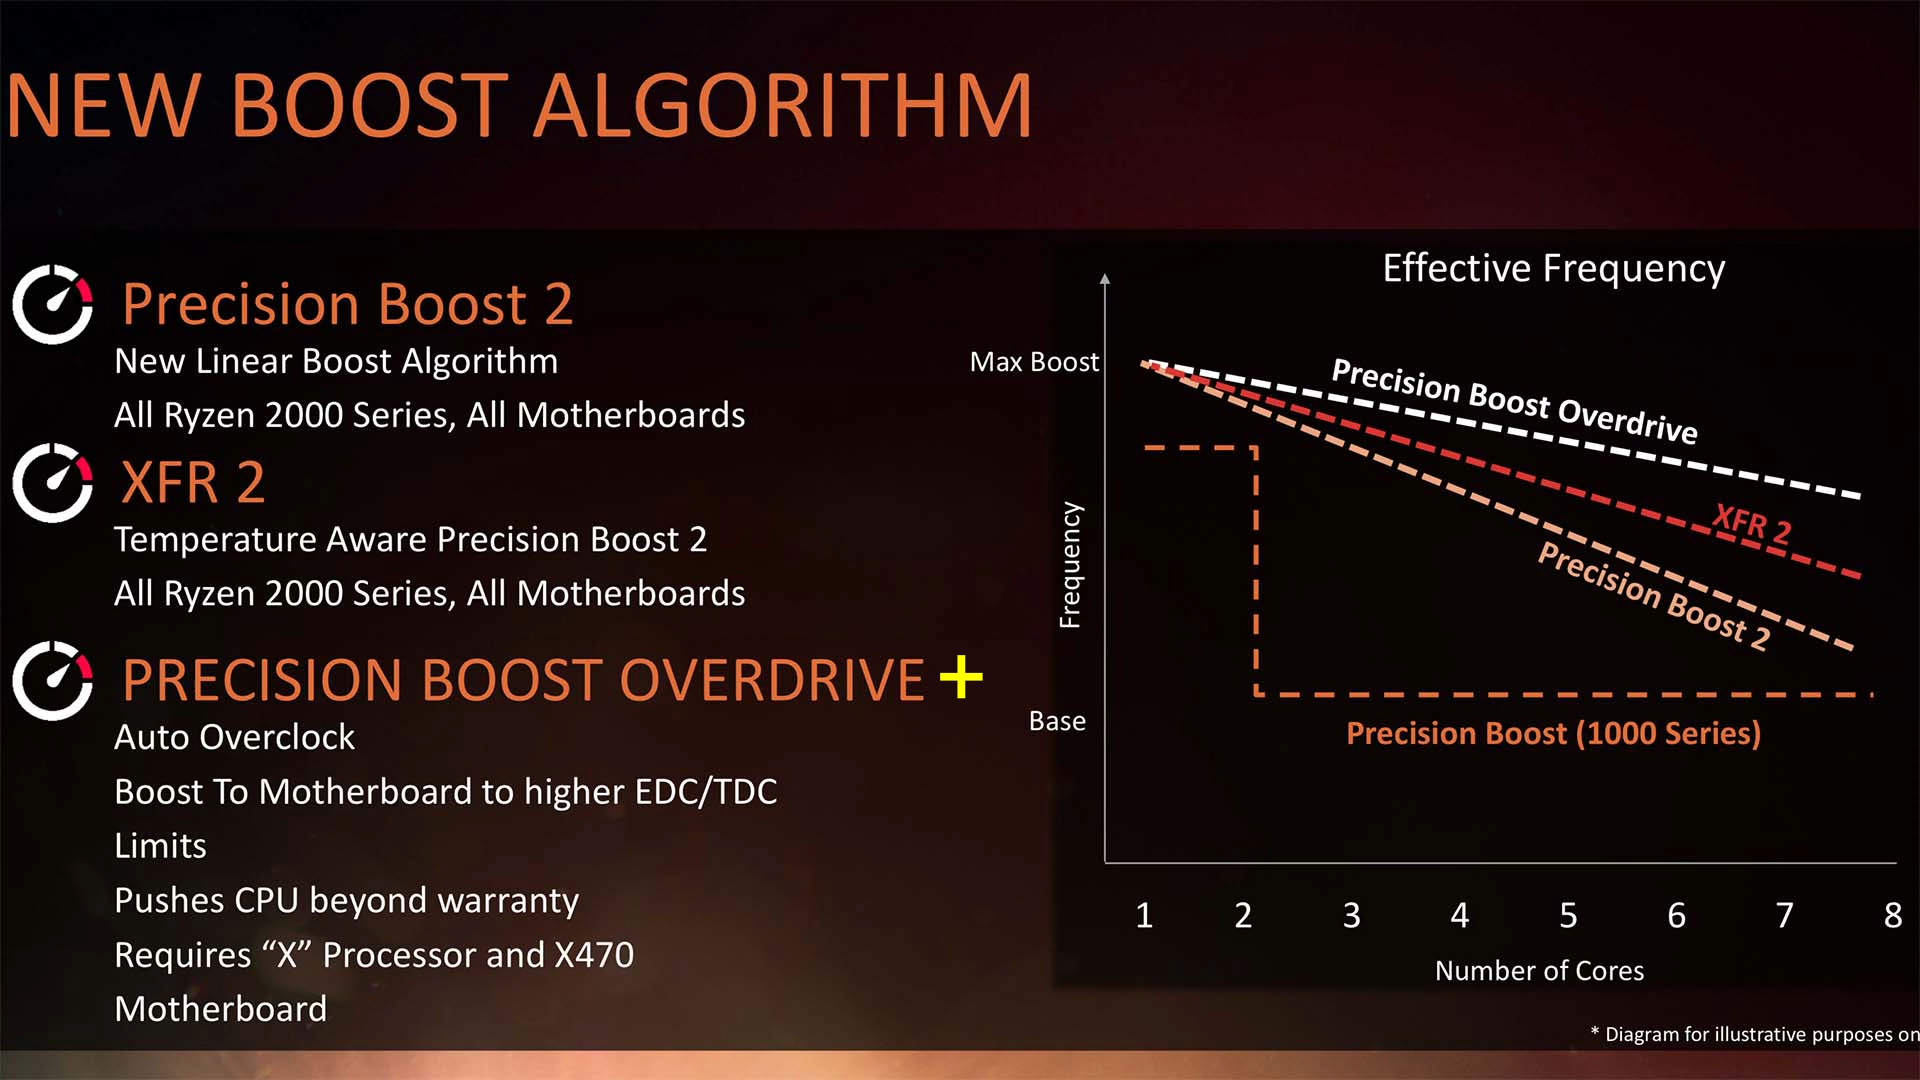 NEW BOOST ALGORITHM
Precision Boost 2
New Linear Boost Algorithm
All Ryzen 2000 Series, All Motherboards
XFR 2
Temperature Aware Precision Boost 2
All Ryzen 2000 Series, All Motherboards
PRECISION BOOST OVERDRIVE +
Auto Overclock
Boost To Motherboard to higher EDC/TDC
Limits
Pushes CPU beyond warranty
Requires “X” Processor and X470
Motherboard
Effective Frequency
Max Boost
Precision Boost Overdrive
XFR 2
Precision Boost 2
Frequency
Base
Precision Boost (1000 Series)
1 2 3 4 5 6 7 8
Number of Cores
* Diagram for illustrative purposes on